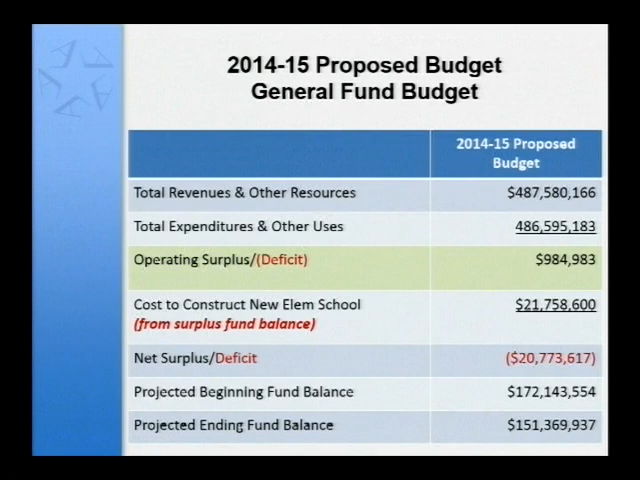 2014-15 Proposed Budget
General Fund Budget
2014-15 Proposed
Budget
Total Revenues & Other Resources $487,580,166
Total Expenditures & Other Uses 486,595,183
Operating Surplus/(Deficit) $984,983
Cost to Construct New Elem School $21,758,600
(from surplus fund balance)
Net Surplus/Deficit ($20,773,617)
Projected Beginning Fund Balance $172,143,554
Projected Ending Fund Balance $151,369,937